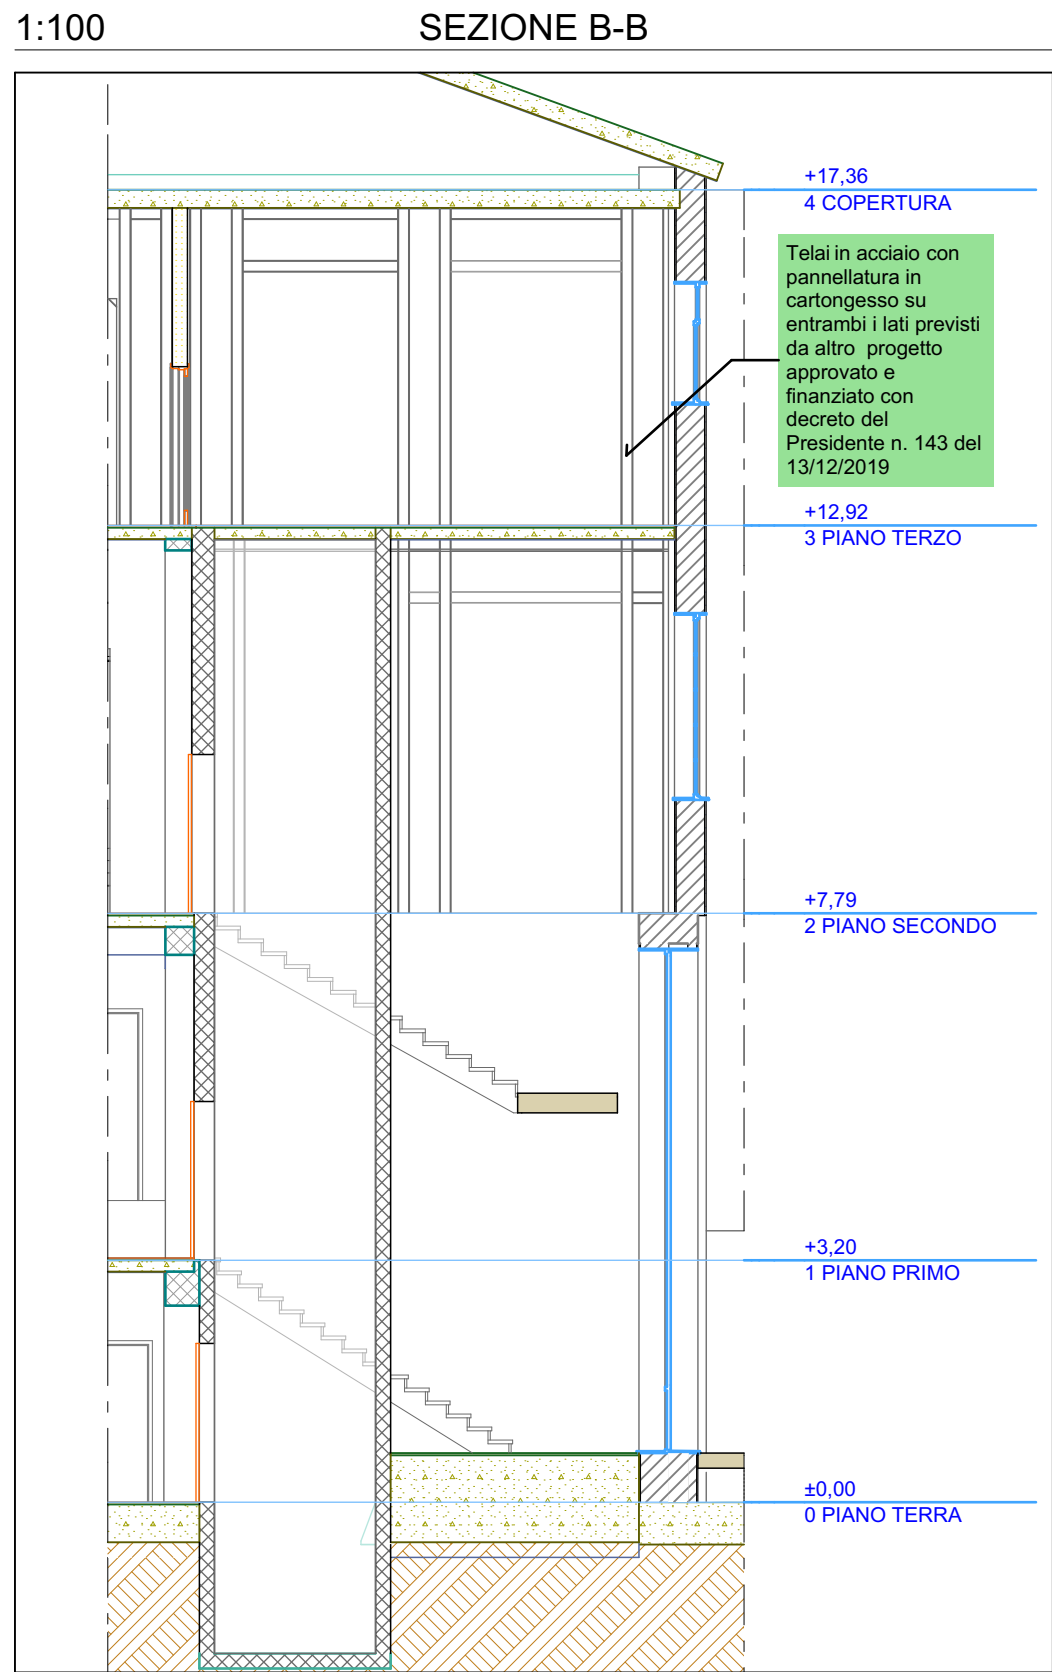 1:100 SEZIONE B-B
+17,36
4 COPERTURA
Telai in acciaio con
pannellatura in
cartongesso su
entrambi i lati previsti
da altro progetto
approvato e
finanziato con
decreto del
Presidente n. 143 del
13/12/2019
+12,92
3 PIANO TERZO
+7,79
2 PIANO SECONDO
+3,20
1 PIANO PRIMO
±0,00
0 PIANO TERRA